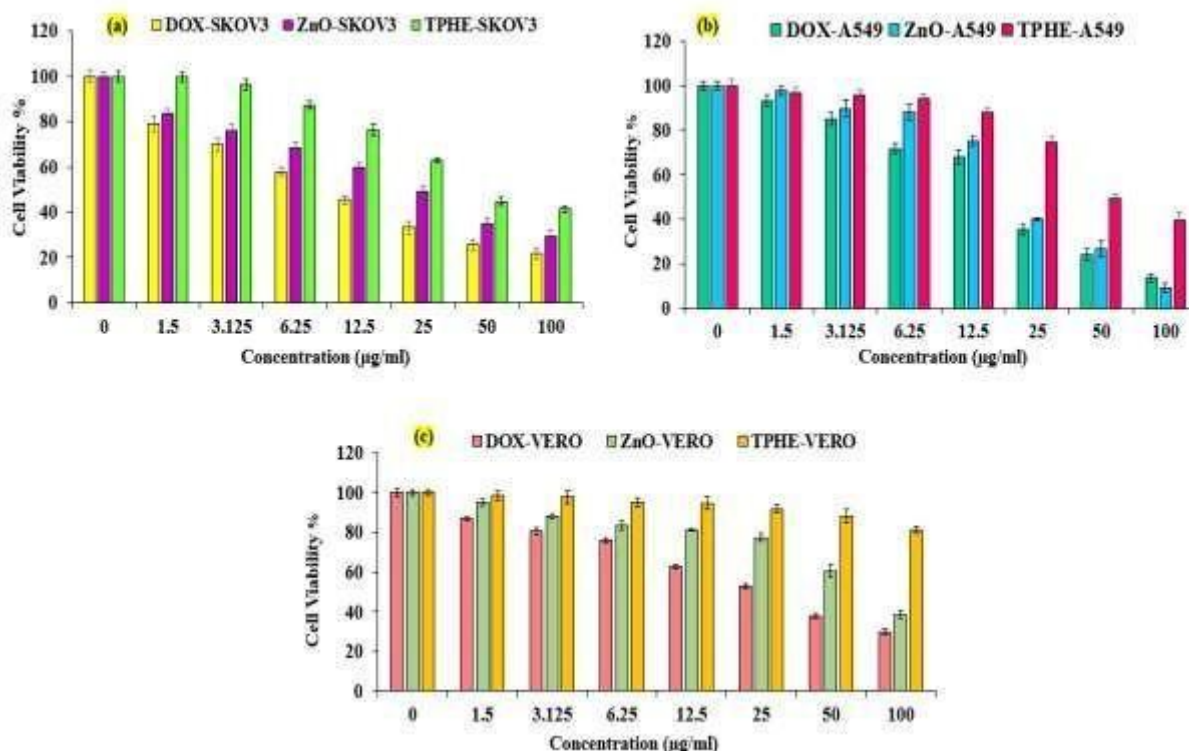 (a) DOX-SKOV3 ZnO-SKOV3 TPHE-SKOV3
120
100
80
60
40
20
0
Cell Viability %
0 1.5 3.125 6.25 12.5 25 50 100
Concentration (µg/ml)
(b) DOX-A549 ZnO-A549 TPHE-A549
120
100
80
60
40
20
0
Cell Viability %
0 1.5 3.125 6.25 12.5 25 50 100
Concentration (µg/ml)
(c) DOX-VERO ZnO-VERO TPHE-VERO
120
100
80
60
40
20
0
Cell Viability %
0 1.5 3.125 6.25 12.5 25 50 100
Concentration (µg/ml)